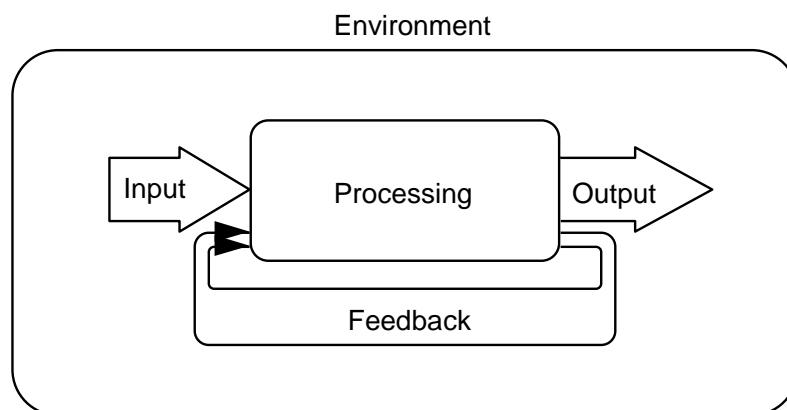 Environment
Input
Processing
Output
Feedback